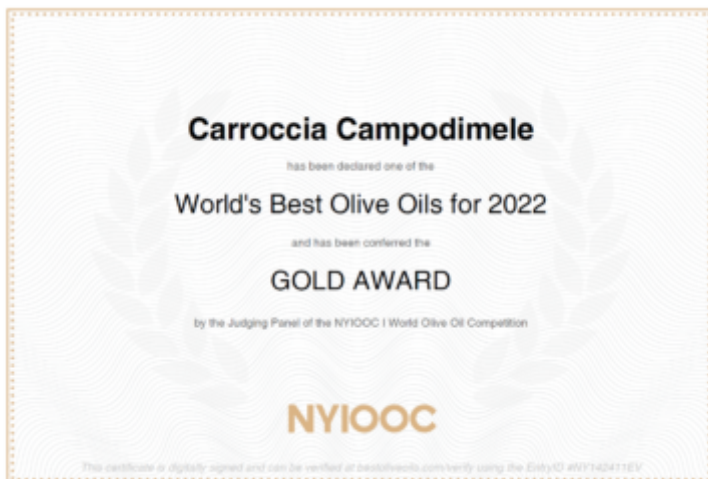 Carroccia Campodimele
has been declared one of the
World's Best Olive Oils for 2022
and has been conferred the
GOLD AWARD
by the Judging Panel of the NYIOOC | World Olive Oil Competition
NYIOOC
This certificate is digitally signed and can be verified at bestoliveoils.com/verify using the EntryID #NY142411EV